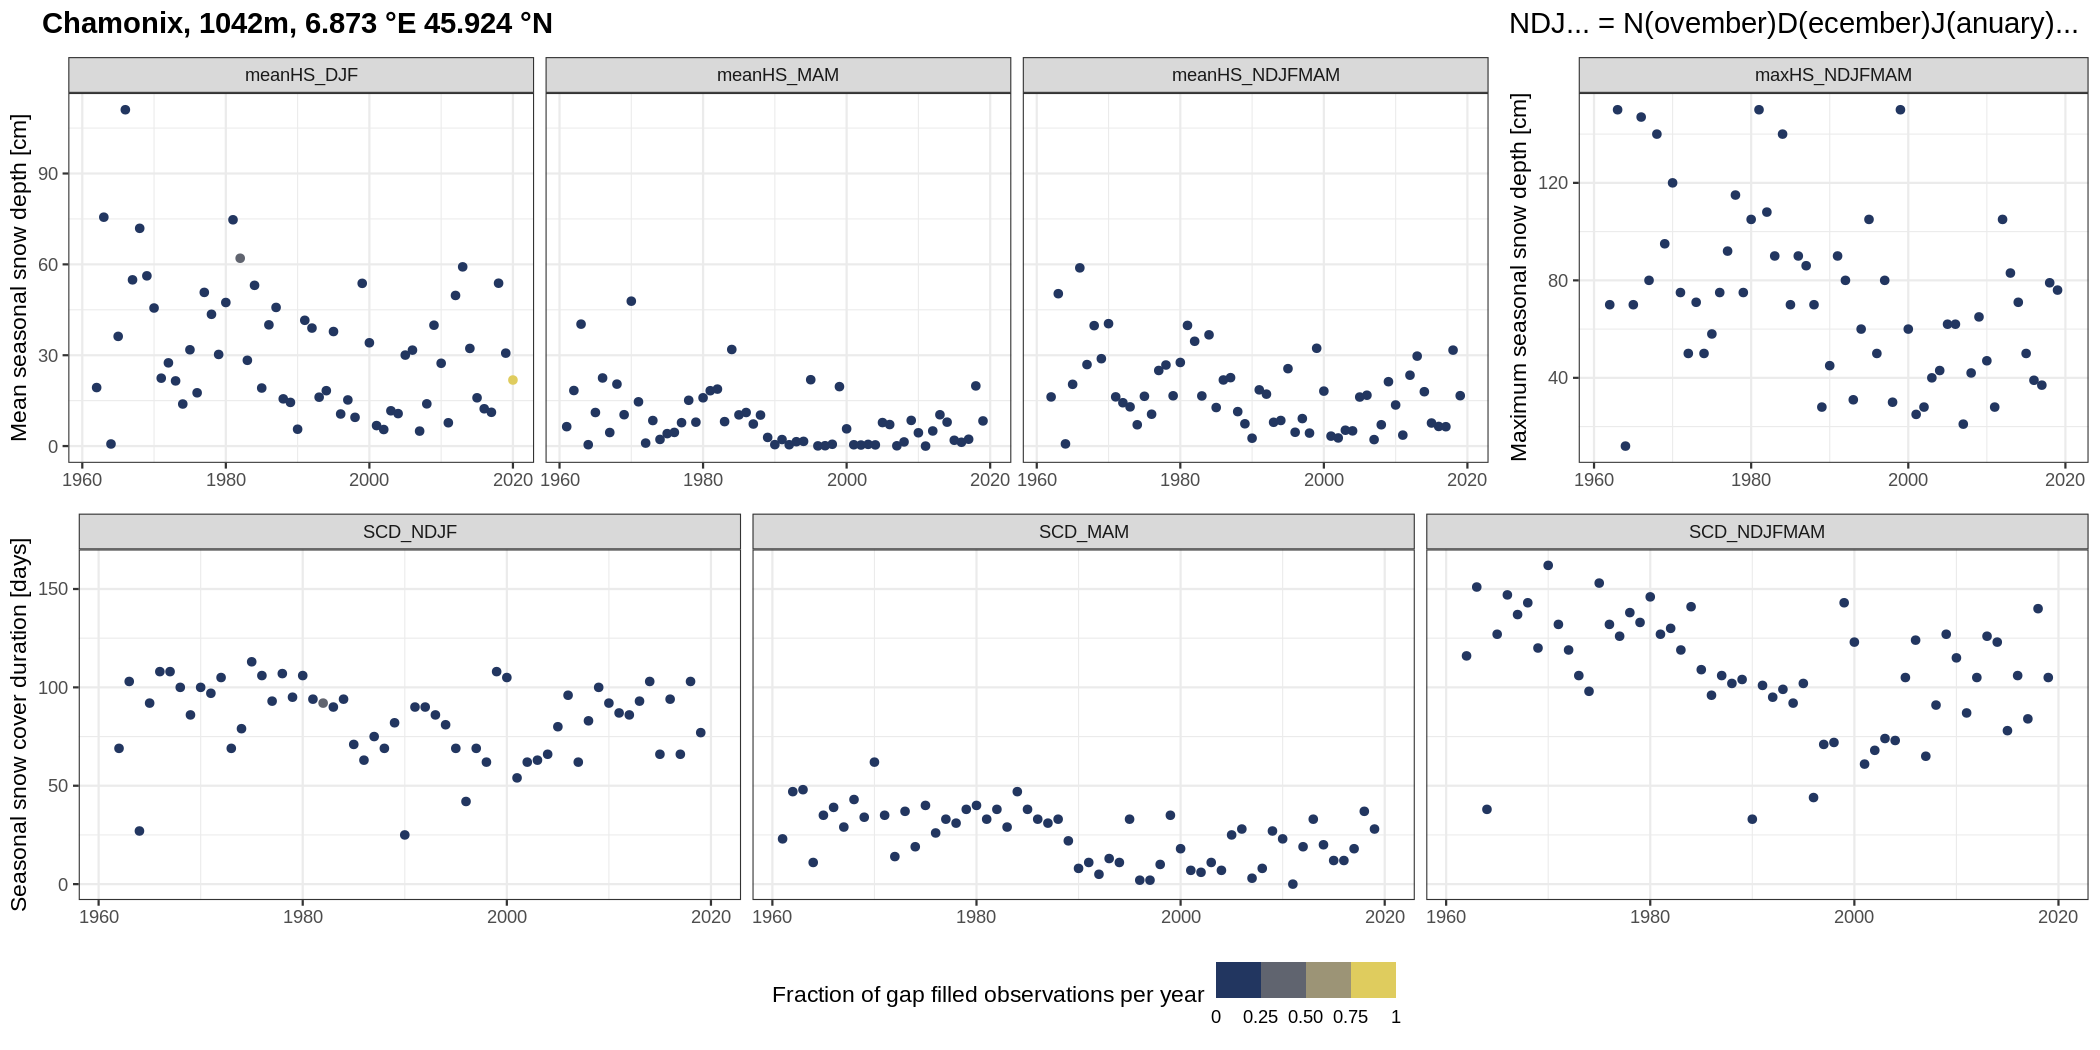 Chamonix, 1042m, 6.873 °E 45.924 °N
NDJ... = N(ovember)D(ecember)J(anuary)...
meanHS_DJF
meanHS_MAM
meanHS_NDJFMAM
maxHS_NDJFMAM
Mean seasonal snow depth [cm]
90
60
30
0
1960 1980 2000 2020
1960 1980 2000 2020
1960 1980 2000 2020
Maximum seasonal snow depth [cm]
120
80
40
1960 1980 2000 2020
SCD_NDJF
SCD_MAM
SCD_NDJFMAM
Seasonal snow cover duration [days]
150
100
50
0
1960 1980 2000 2020
1960 1980 2000 2020
1960 1980 2000 2020
Fraction of gap filled observations per year
0 0.25 0.50 0.75 1